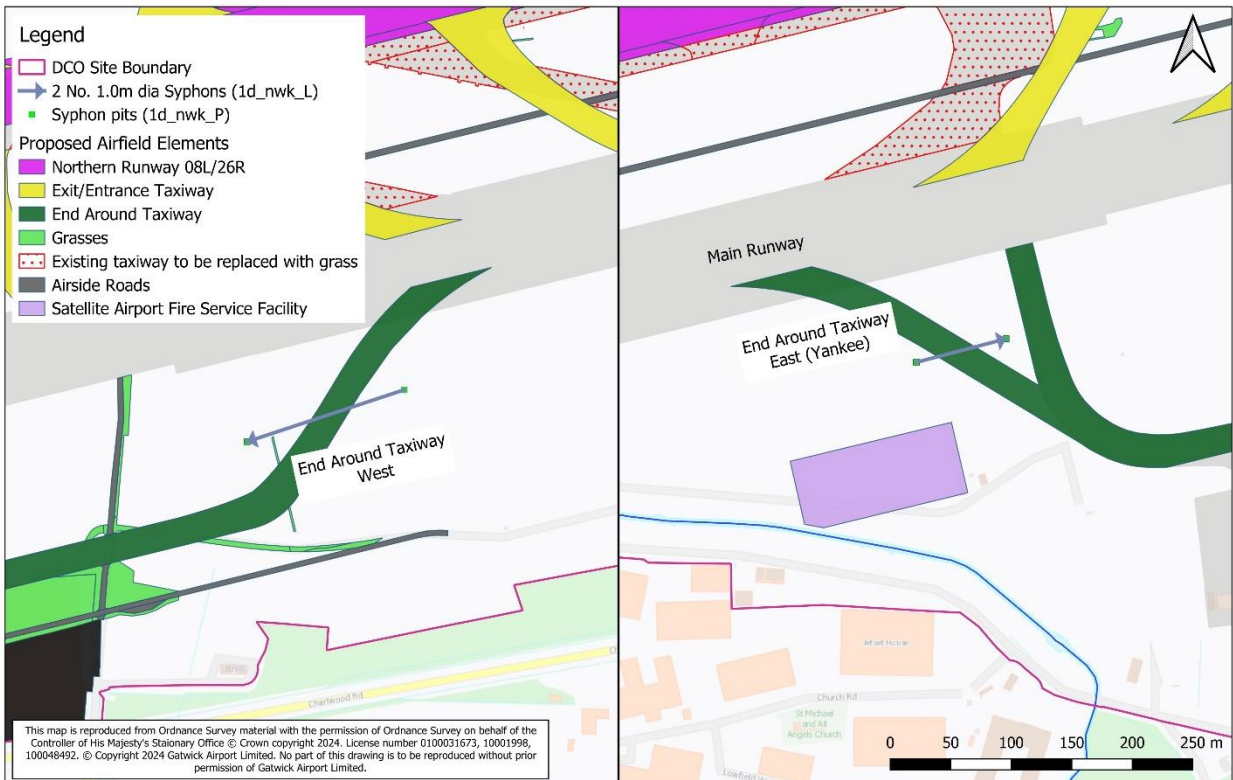 Legend
DCO Site Boundary
2 No. 1.0m dia Syphons (1d_nwk_L)
Syphon pits (1d_nwk_P)
Proposed Airfield Elements
Northern Runway 08L/26R
Exit/Entrance Taxiway
End Around Taxiway
Grasses
Existing taxiway to be replaced with grass
Airside Roads
Satellite Airport Fire Service Facility
End Around Taxiway
West
Charlwood Rd
This map is reproduced from Ordnance Survey material with the permission of Ordnance Survey on behalf of the
Controller of His Majesty's Staionary Office © Crown copyright 2024. License number 0100031673, 10001998,
100048492. © Copyright 2024 Gatwick Airport Limited. No part of this drawing is to be reproduced without prior
permission of Gatwick Airport Limited.
Main Runway
End Around Taxiway
East (Yankee)
Jetset House
Church Rd
St Michael
and All
Angels Church
0 50 100 150 200 250 m